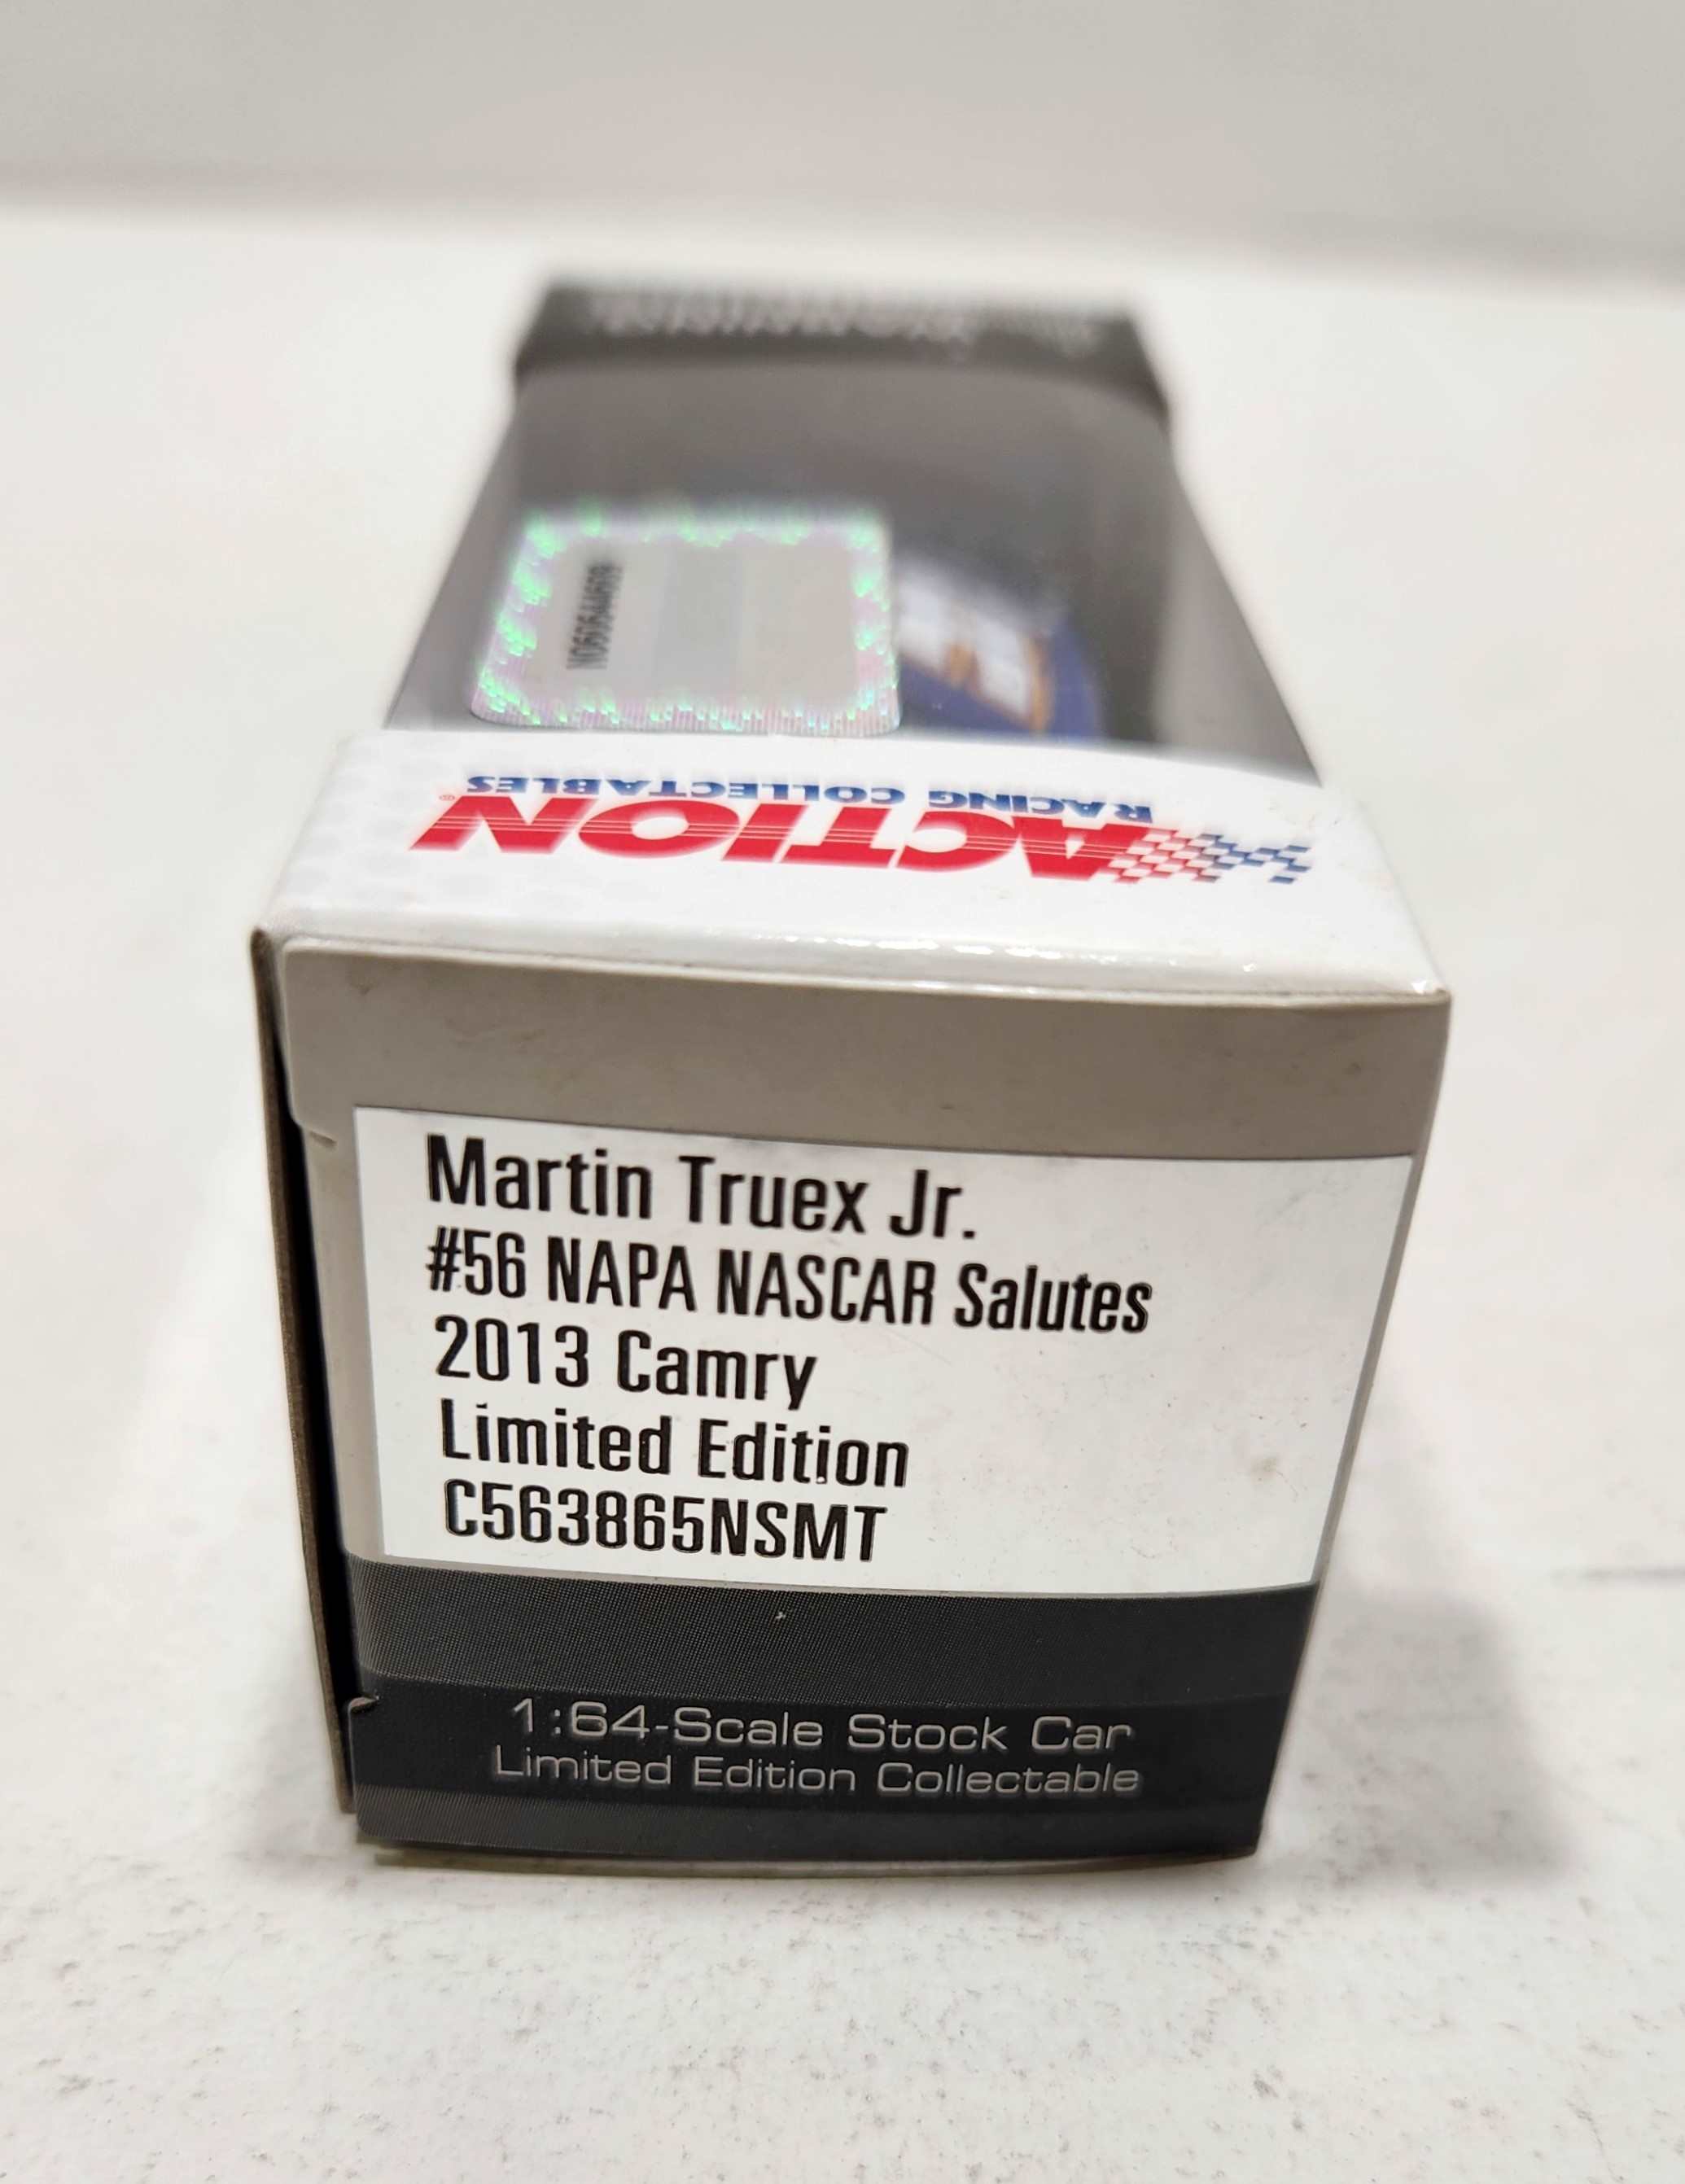 ACTION®
RACING COLLECTABLES
Martin Truex Jr.
#56 NAPA NASCAR Salutes
2013 Camry
Limited Edition
C563865NSMT
1:64-Scale Stock Car
Limited Edition Collectable